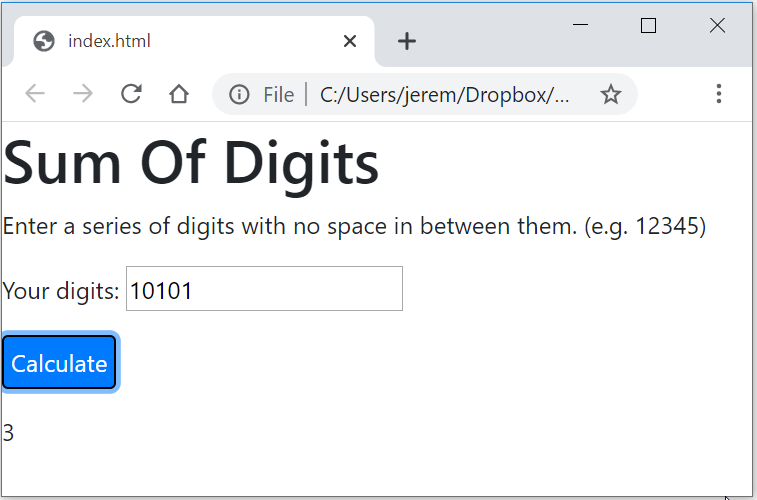 index.html
File | C:/Users/jerem/Dropbox/...
Sum Of Digits
Enter a series of digits with no space in between them. (e.g. 12345)
Your digits: 10101
Calculate
3